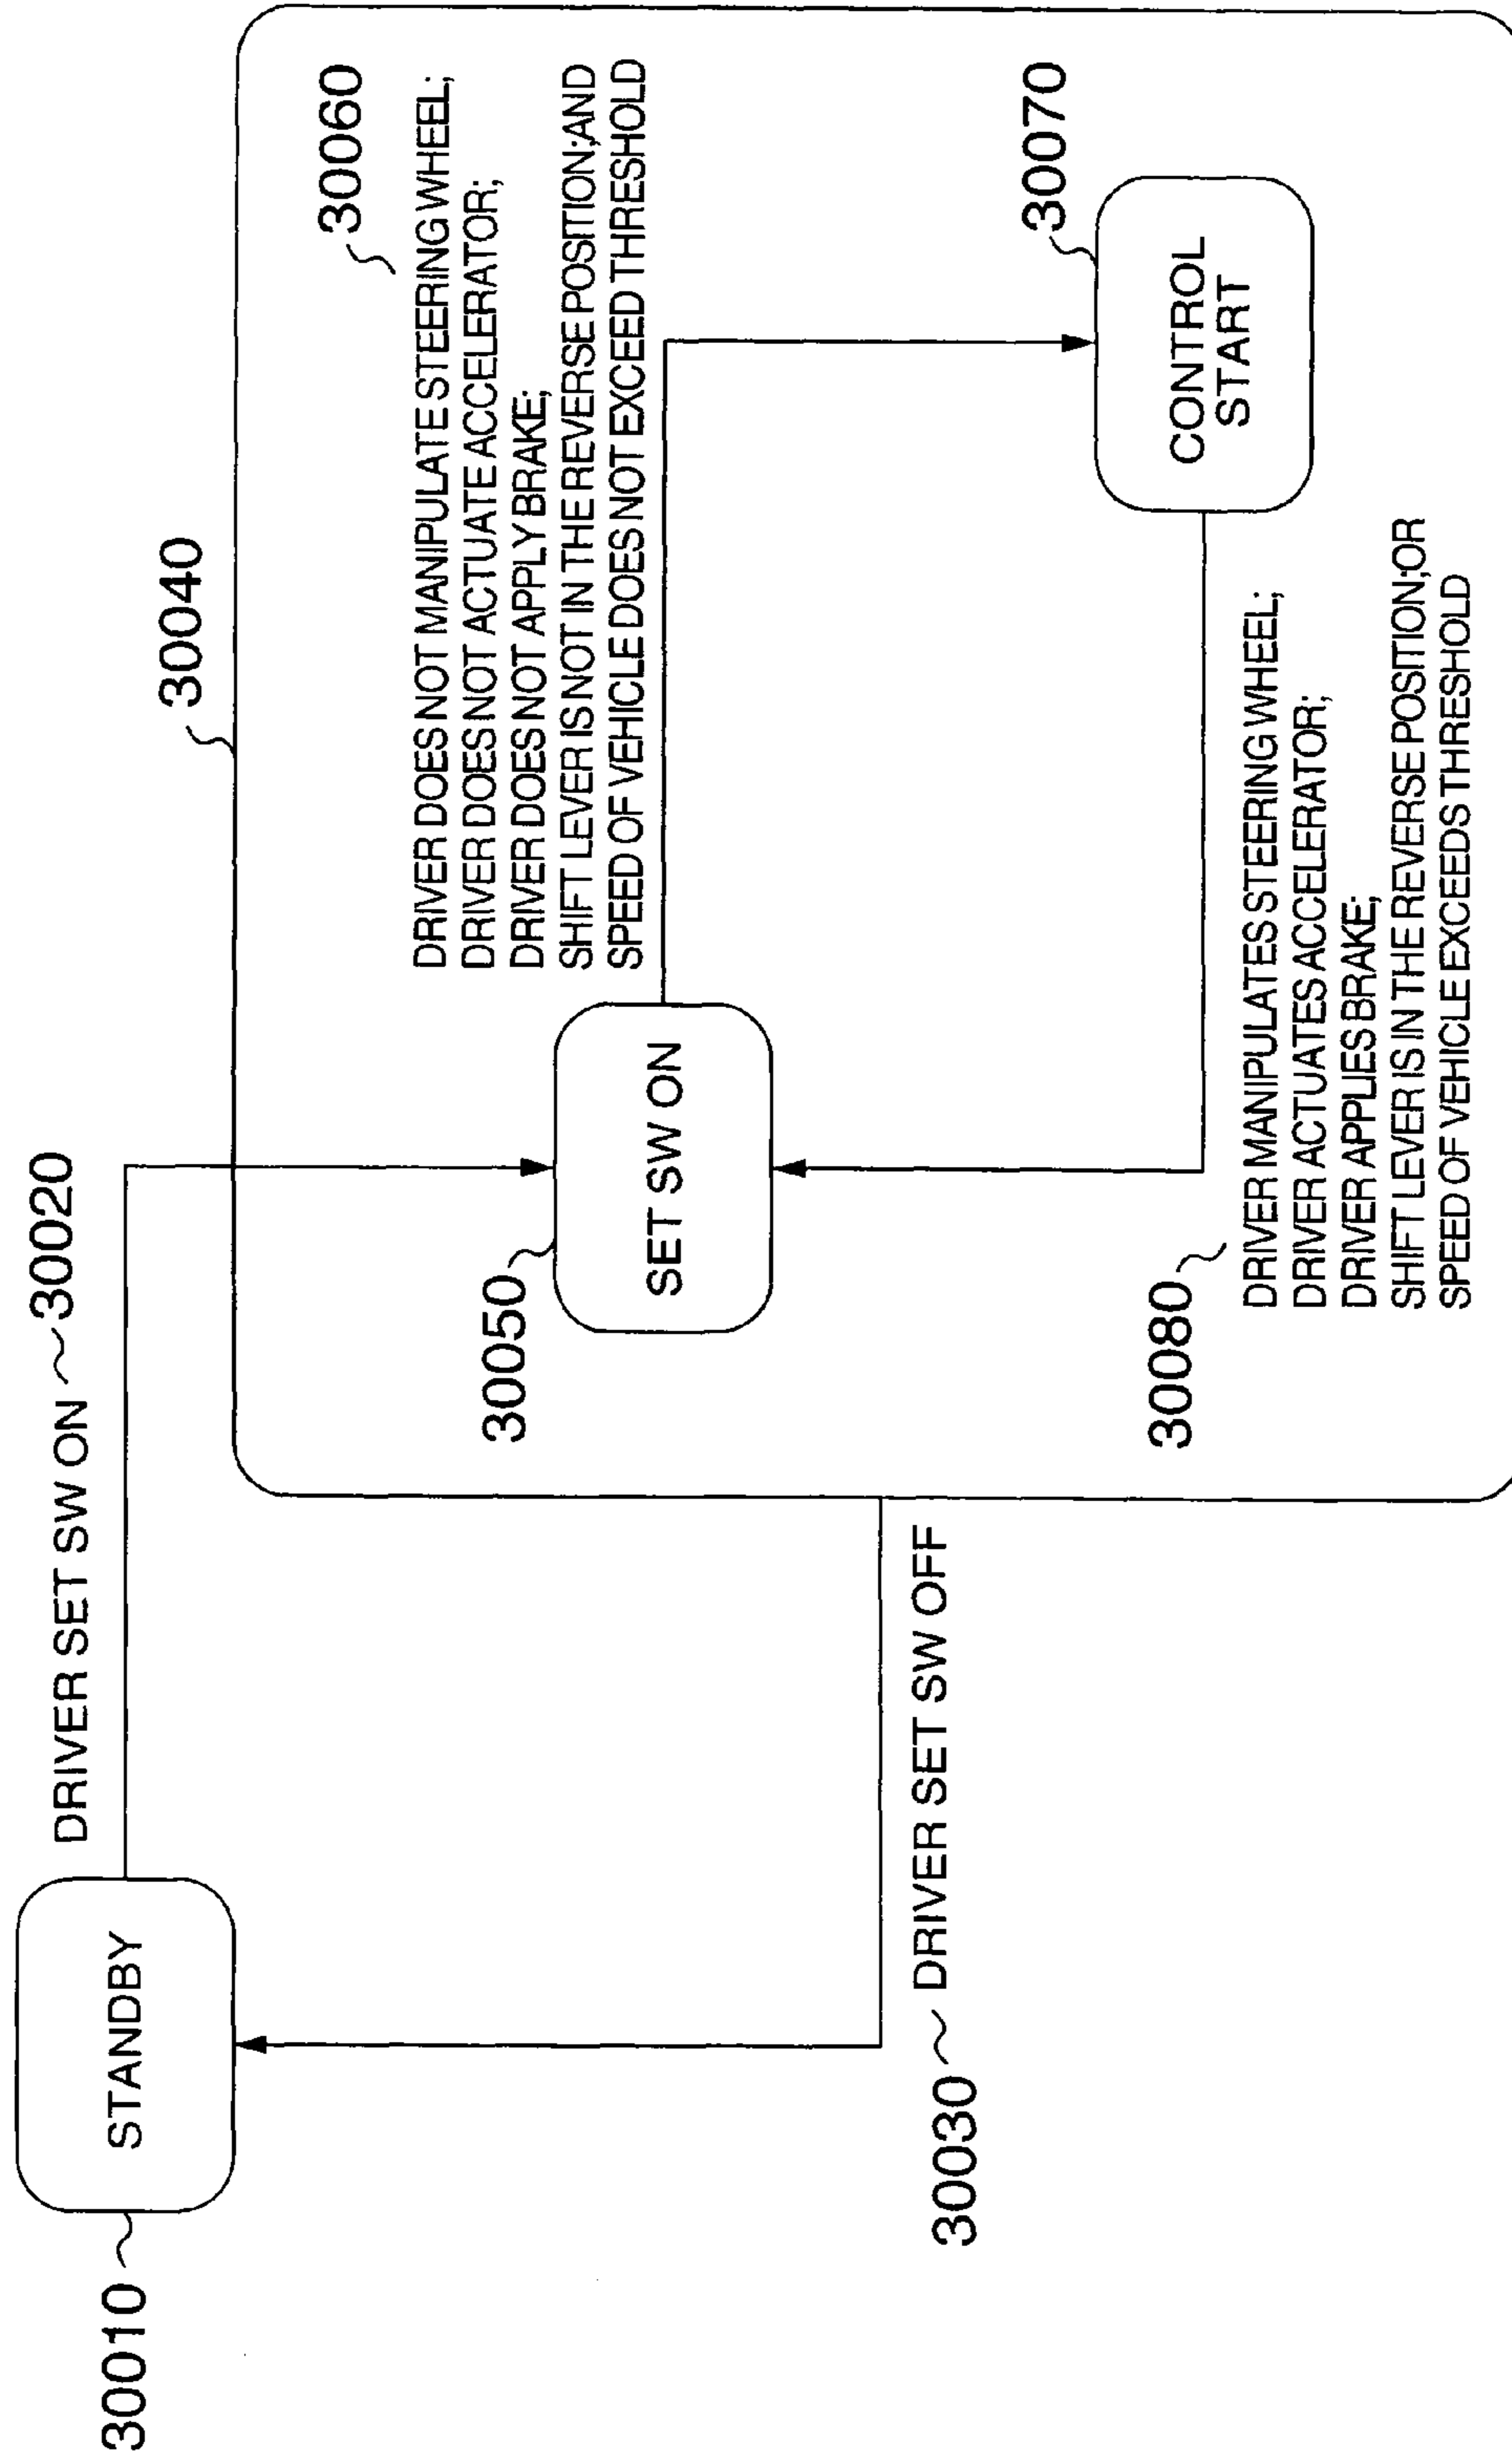 30010
STANDBY
DRIVER SET SW ON
30020
30030
DRIVER SET SW OFF
30040
30050
SET SW ON
30060
DRIVER DOES NOT MANIPULATE STEERING WHEEL;
DRIVER DOES NOT ACTUATE ACCELERATOR;
DRIVER DOES NOT APPLY BRAKE;
SHIFT LEVER IS NOT IN THE REVERSE POSITION;AND
SPEED OF VEHICLE DOES NOT EXCEED THRESHOLD
30070
CONTROL
START
30080
DRIVER MANIPULATES STEERING WHEEL;
DRIVER ACTUATES ACCELERATOR;
DRIVER APPLIES BRAKE;
SHIFT LEVER IS IN THE REVERSE POSITION;OR
SPEED OF VEHICLE EXCEEDS THRESHOLD